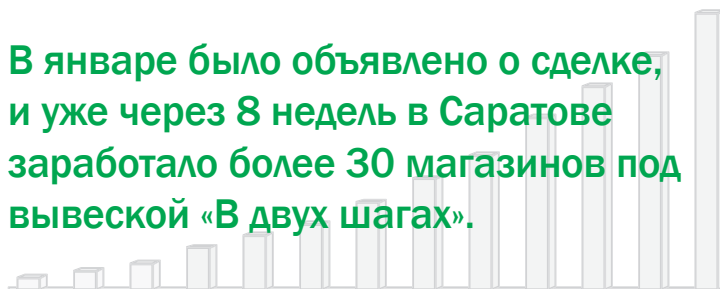 В январе было объявлено о сделке,
и уже через 8 недель в Саратове
заработало более 30 магазинов под
вывеской «В двух шагах».